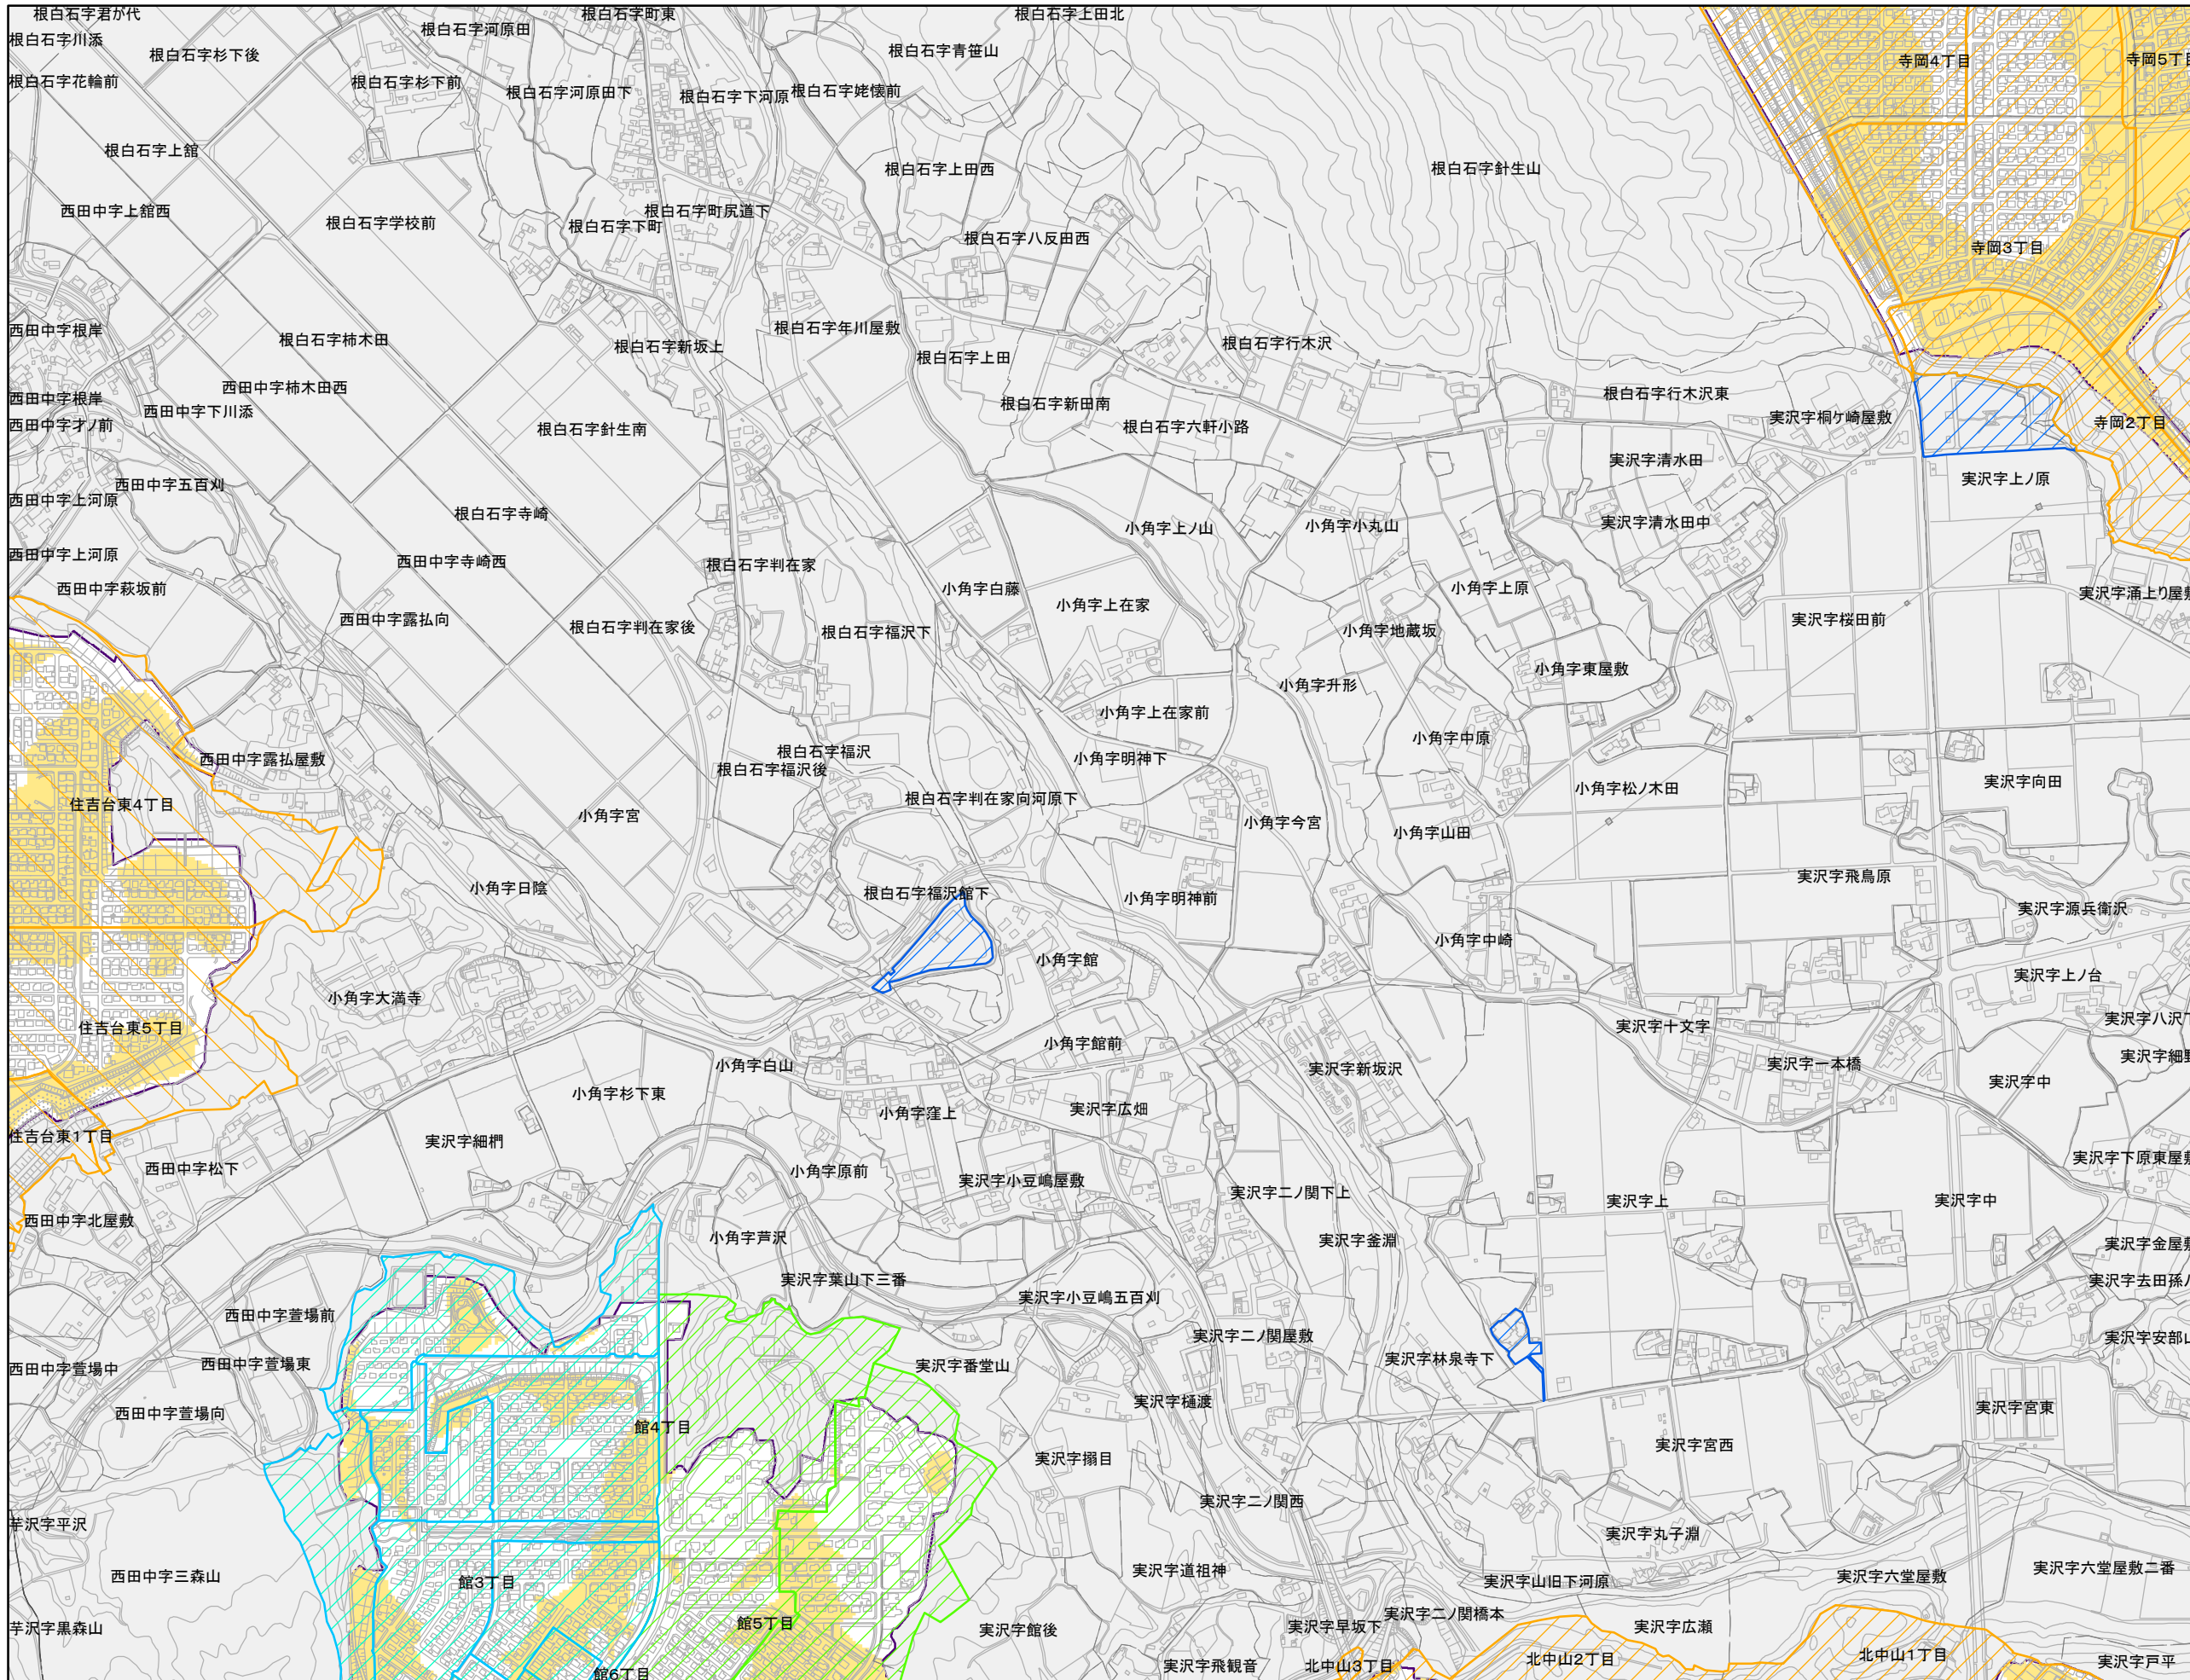 根白石字君が代
根白石字町東
根白石字上田北
根白石字川添
根白石字杉下後
根白石字河原田
根白石字青笹山
寺岡4丁目
寺岡5丁目
根白石字花輪前
根白石字杉下前
根白石字河原田下
根白石字下河原
根白石字姥懐前
根白石字上舘
根白石字上田西
根白石字針生山
西田中字上舘西
根白石字学校前
根白石字下町
根白石字町尻道下
根白石字八反田西
寺岡3丁目
西田中字根岸
根白石字柿木田
根白石字新坂上
根白石字年川屋敷
根白石字上田
根白石字行木沢
西田中字柿木田西
西田中字根岸
西田中字下川添
根白石字新田南
根白石字行木沢東
実沢字桐ケ崎屋敷
寺岡2丁目
西田中字才ノ前
根白石字針生南
根白石字六軒小路
実沢字清水田
西田中字五百刈
西田中字上河原
根白石字寺崎
小角字上ノ山
小角字小丸山
実沢字清水田中
実沢字上ノ原
西田中字上河原
西田中字寺崎西
根白石字判在家
西田中字萩坂前
小角字白藤
小角字上在家
小角字上原
実沢字涌上り屋敷
西田中字露払向
根白石字判在家後
根白石字福沢下
小角字地蔵坂
実沢字桜田前
小角字東屋敷
小角字升形
小角字上在家前
西田中字露払屋敷
根白石字福沢
根白石字福沢後
小角字明神下
小角字中原
小角字松ノ木田
実沢字向田
住吉台東4丁目
根白石字判在家向河原下
小角字宮
小角字今宮
小角字山田
小角字日陰
根白石字福沢館下
小角字明神前
実沢字飛鳥原
実沢字源兵衛沢
小角字中崎
小角字館
実沢字上ノ台
小角字大満寺
住吉台東5丁目
小角字館前
実沢字十文字
実沢字八沢
小角字白山
実沢字新坂沢
実沢字一本橋
実沢字細
実沢字中
小角字杉下東
小角字窪上
実沢字広畑
住吉台東1丁目
実沢字細椚
西田中字松下
小角字原前
実沢字小豆嶋屋敷
実沢字下原東屋敷
実沢字二ノ関下上
実沢字上
実沢字中
西田中字北屋敷
小角字芦沢
実沢字釜淵
実沢字金屋敷
実沢字葉山下三番
実沢字去田孫
西田中字萱場前
実沢字小豆嶋五百刈
実沢字二ノ関屋敷
実沢字安部山
西田中字萱場中
西田中字萱場東
実沢字番堂山
実沢字林泉寺下
西田中字萱場向
館4丁目
実沢字樋渡
実沢字宮東
実沢字搦目
実沢字宮西
芋沢字平沢
実沢字二ノ関西
実沢字丸子淵
西田中字三森山
館3丁目
実沢字道祖神
実沢字山旧下河原
実沢字六堂屋敷
実沢字六堂屋敷二番
芋沢字黒森山
館5丁目
実沢字館後
実沢字早坂下
実沢字二ノ関橋本
実沢字広瀬
館6丁目
実沢字飛観音
北中山3丁目
北中山2丁目
北中山1丁目
実沢字戸平